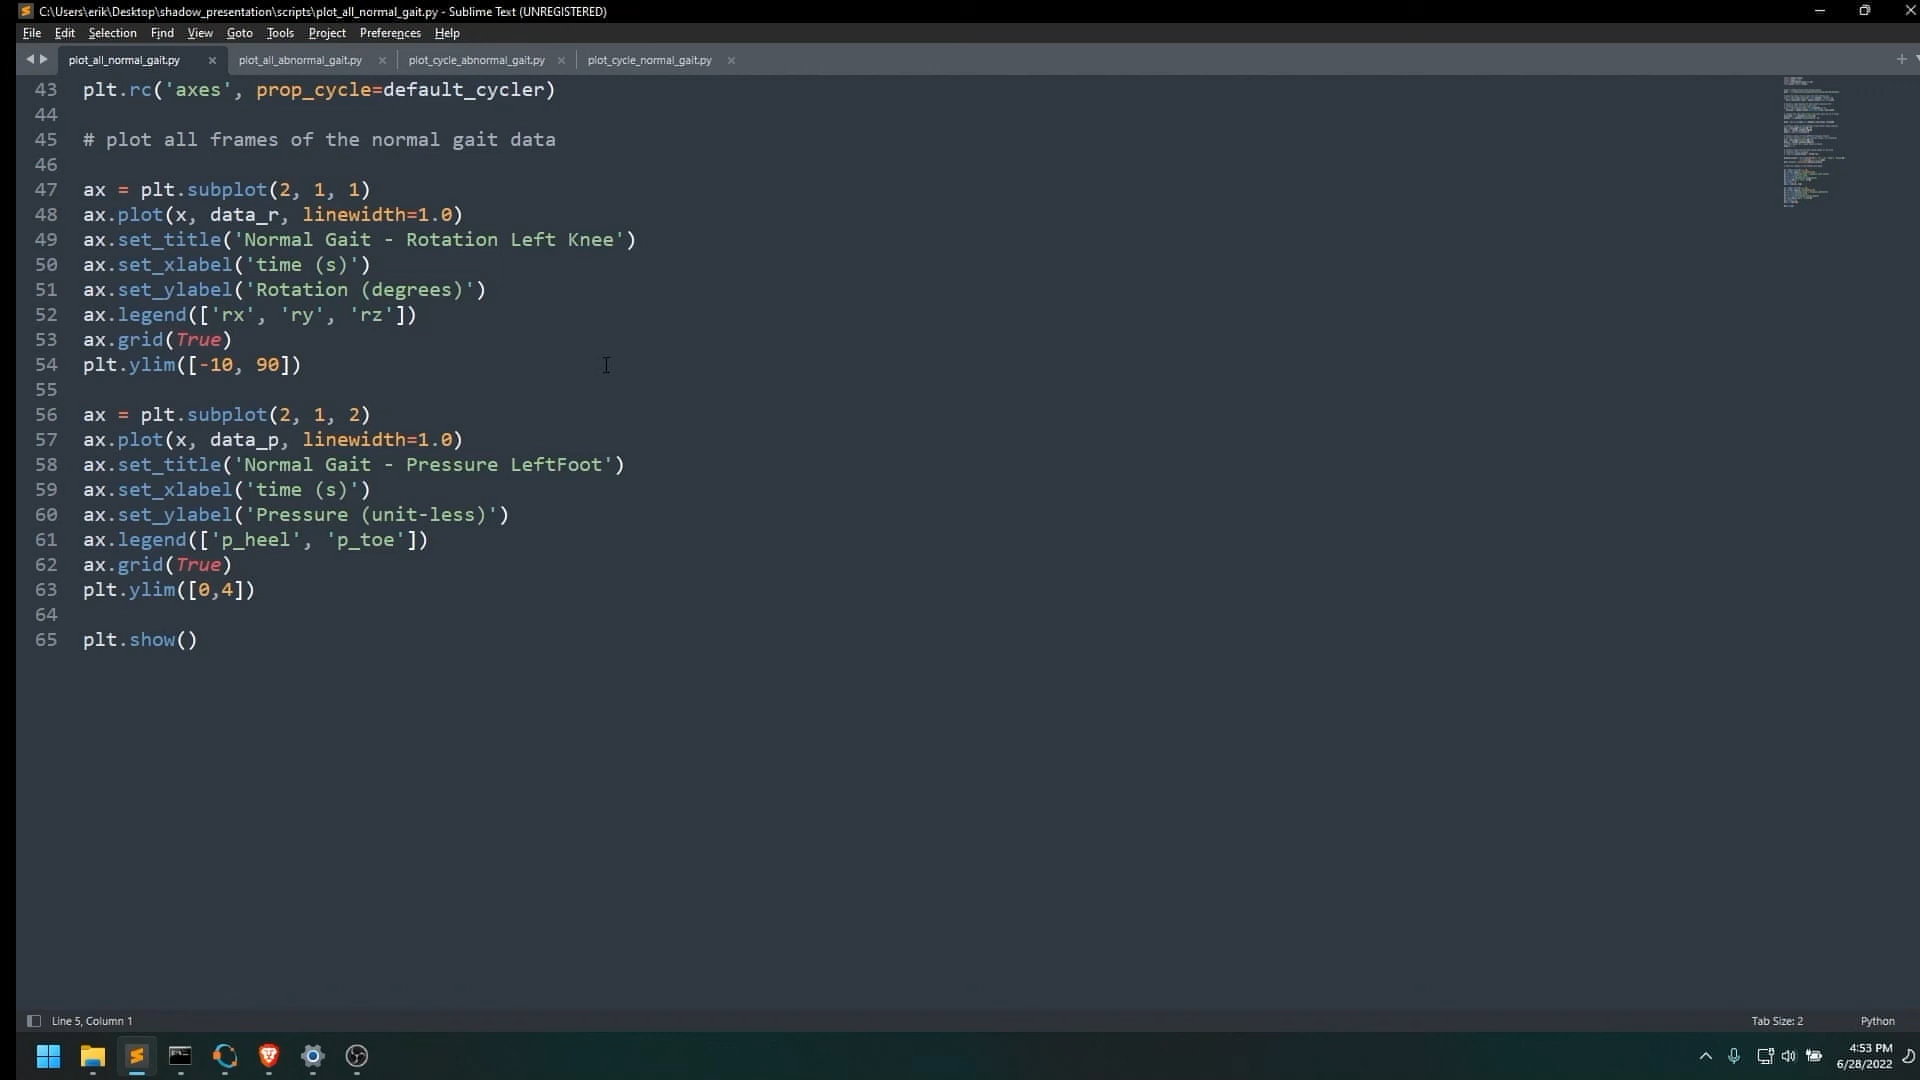 C:\Users\erik\Desktop\shadow_presentation\scripts\plot_all_normal_gait.py - Sublime Text (UNREGISTERED)
File Edit Selection Find View Goto Tools Project Preferences Help
plot_all_normal_gait.py plot_all_abnormal_gait.py plot_cycle_abnormal_gait.py plot_cycle_normal_gait.py
43 plt.rc('axes', prop_cycle=default_cycler)
44
45 # plot all frames of the normal gait data
46
47 ax = plt.subplot(2, 1, 1)
48 ax.plot(x, data_r, linewidth=1.0)
49 ax.set_title('Normal Gait - Rotation Left Knee')
50 ax.set_xlabel('time (s)')
51 ax.set_ylabel('Rotation (degrees)')
52 ax.legend(['rx', 'ry', 'rz'])
53 ax.grid(True)
54 plt.ylim([-10, 90])
55
56 ax = plt.subplot(2, 1, 2)
57 ax.plot(x, data_p, linewidth=1.0)
58 ax.set_title('Normal Gait - Pressure LeftFoot')
59 ax.set_xlabel('time (s)')
60 ax.set_ylabel('Pressure (unit-less)')
61 ax.legend(['p_heel', 'p_toe'])
62 ax.grid(True)
63 plt.ylim([0,4])
64
65 plt.show()
Line 5, Column 1 Tab Size: 2 Python
4:53 PM
6/28/2022